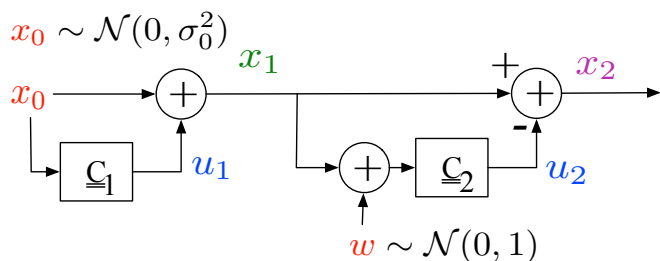 x₀ ∼ 𝒩(0, σ₀²)
x₀
+
x₁
+
+
x₂
-
C₁
u₁
+
C₂
u₂
w ∼ 𝒩(0, 1)